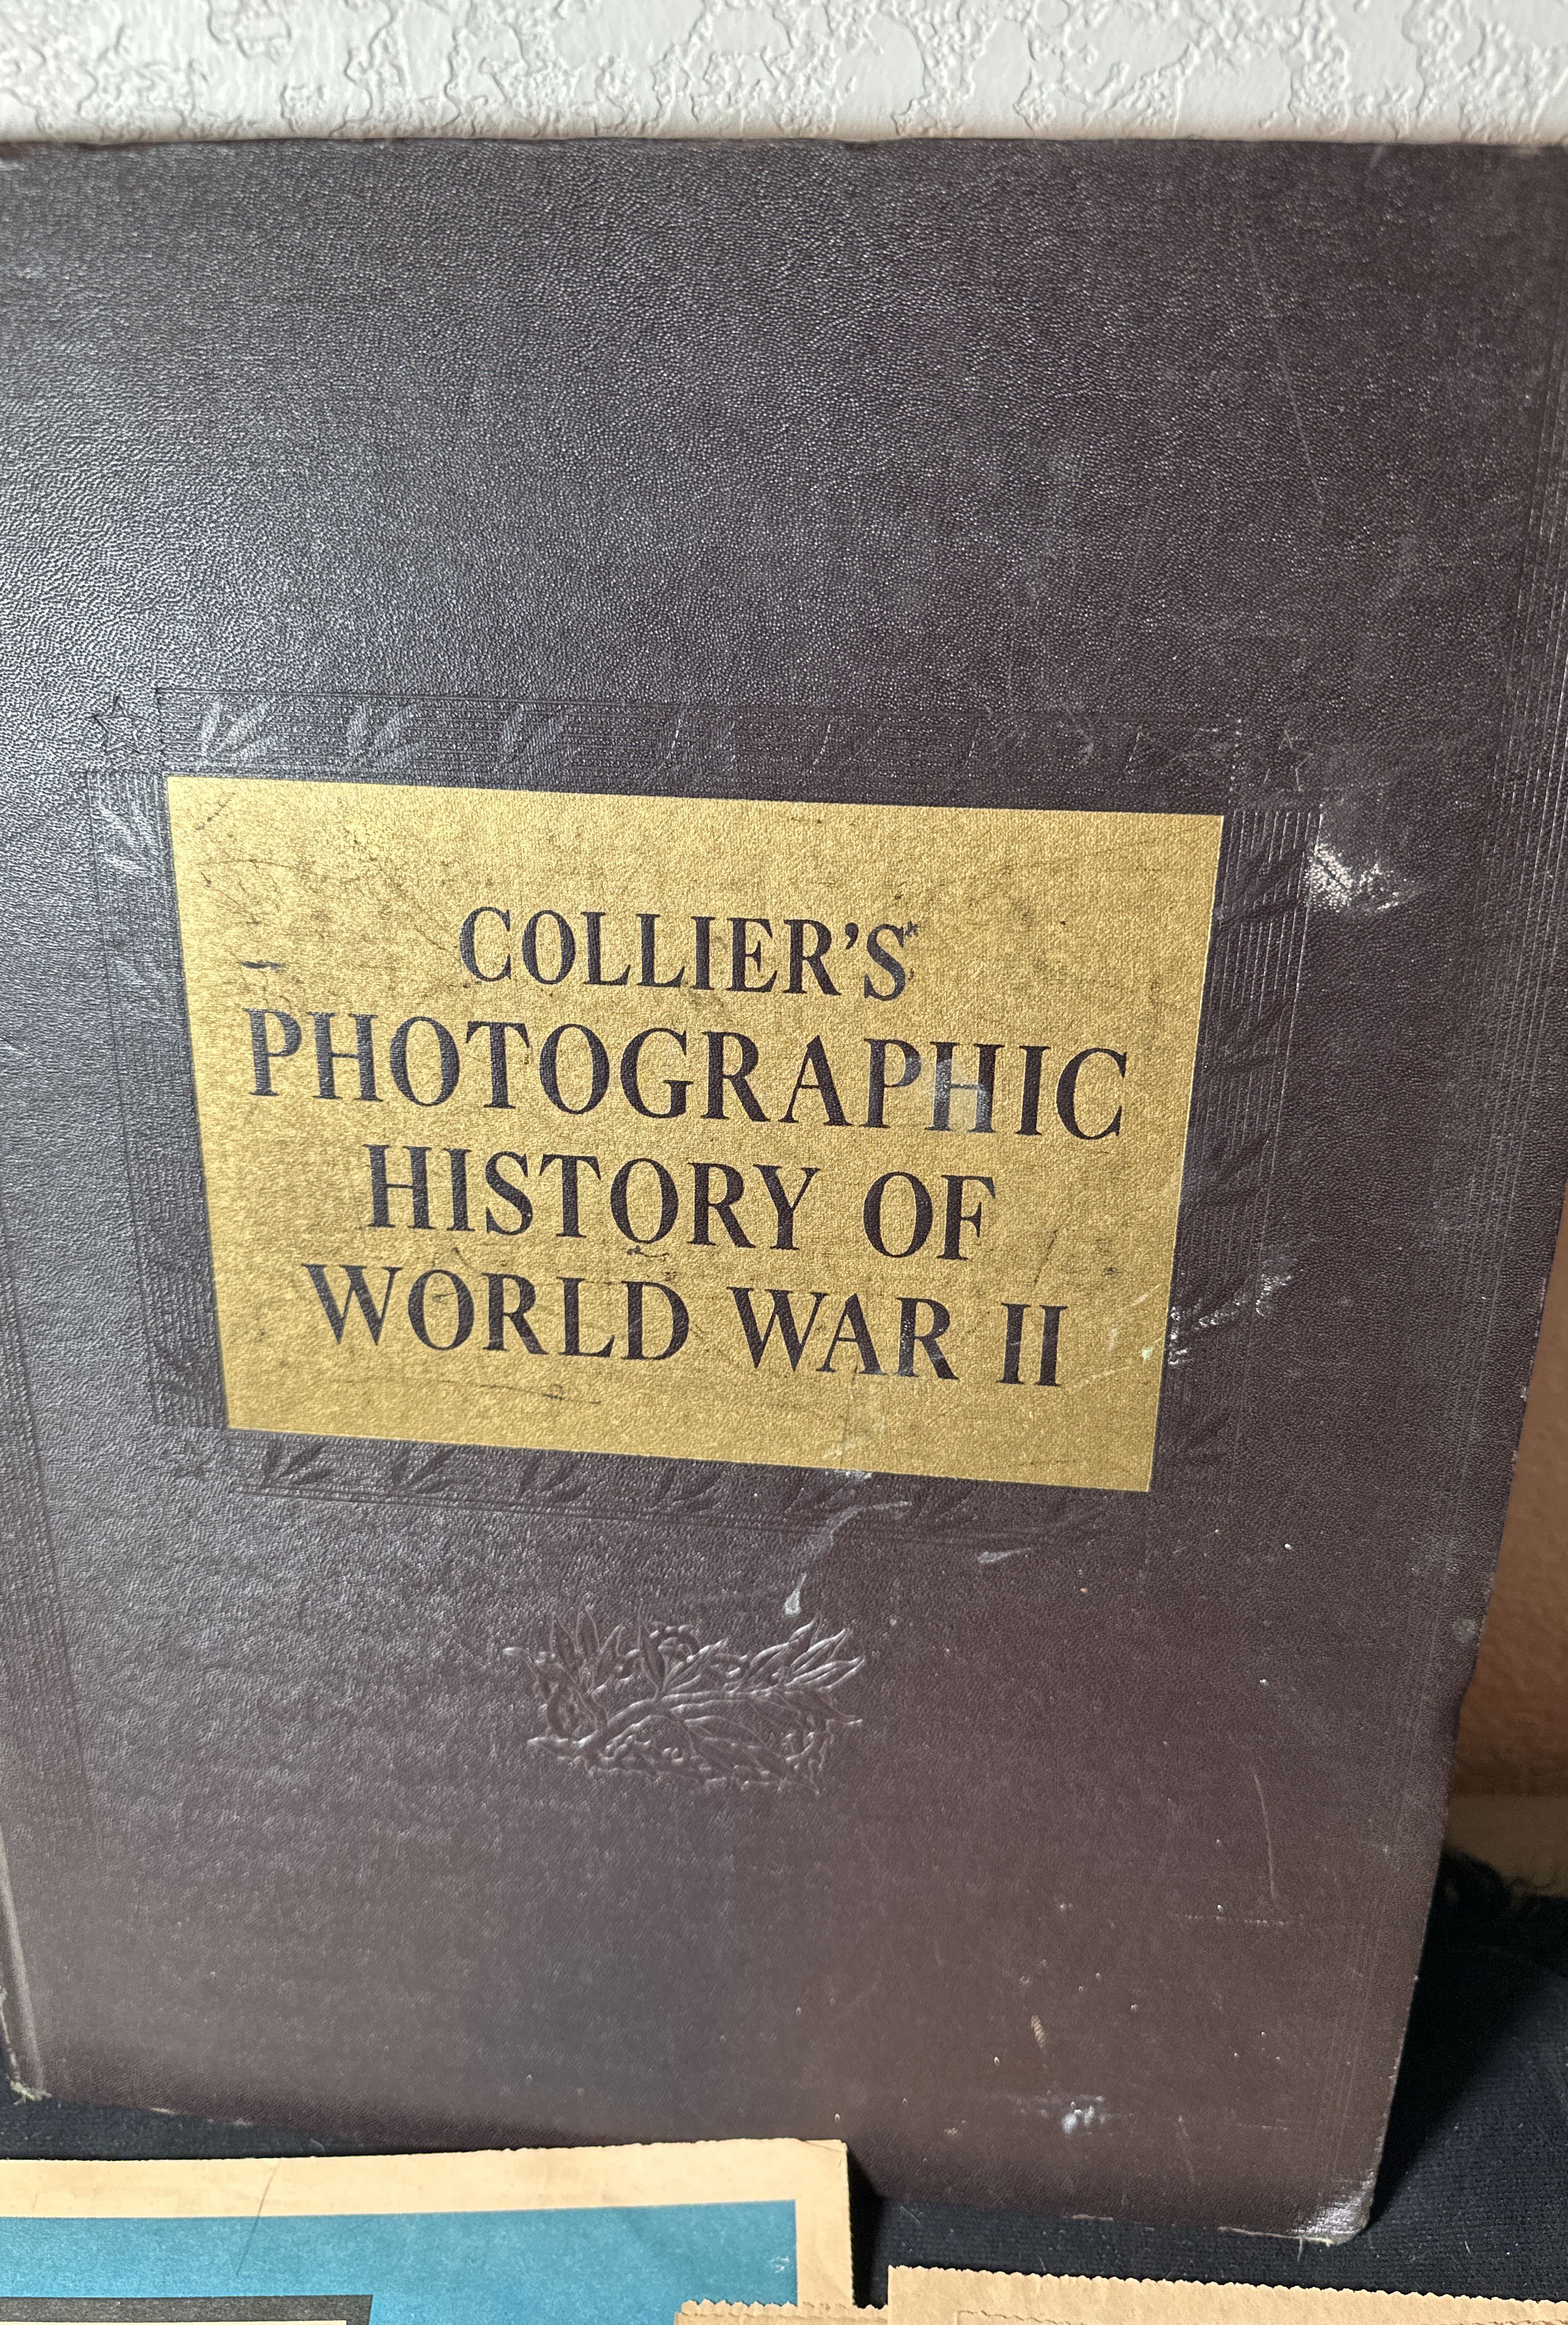 COLLIER'S
PHOTOGRAPHIC
HISTORY OF
WORLD WAR II